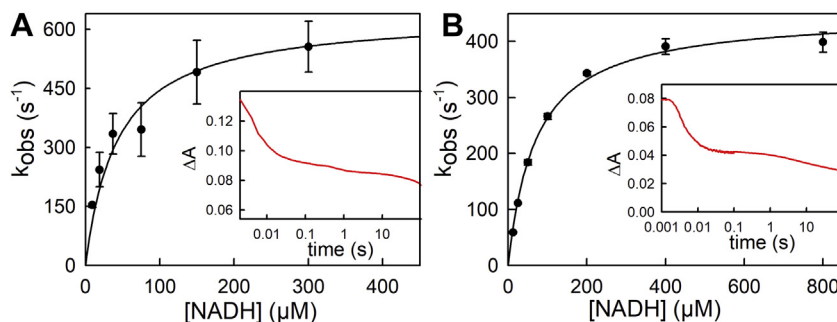 A
kobs (s⁻¹)
600
450
300
150
0
0 100 200 300 400
[NADH] (µM)
ΔA
0.12
0.10
0.08
0.06
0.01 0.1 1 10
time (s)
B
400
300
200
100
0
0 200 400 600 800
[NADH] (µM)
kobs (s⁻¹)
ΔA
0.08
0.06
0.04
0.02
0.00
0.001 0.01 0.1 1 10
time (s)